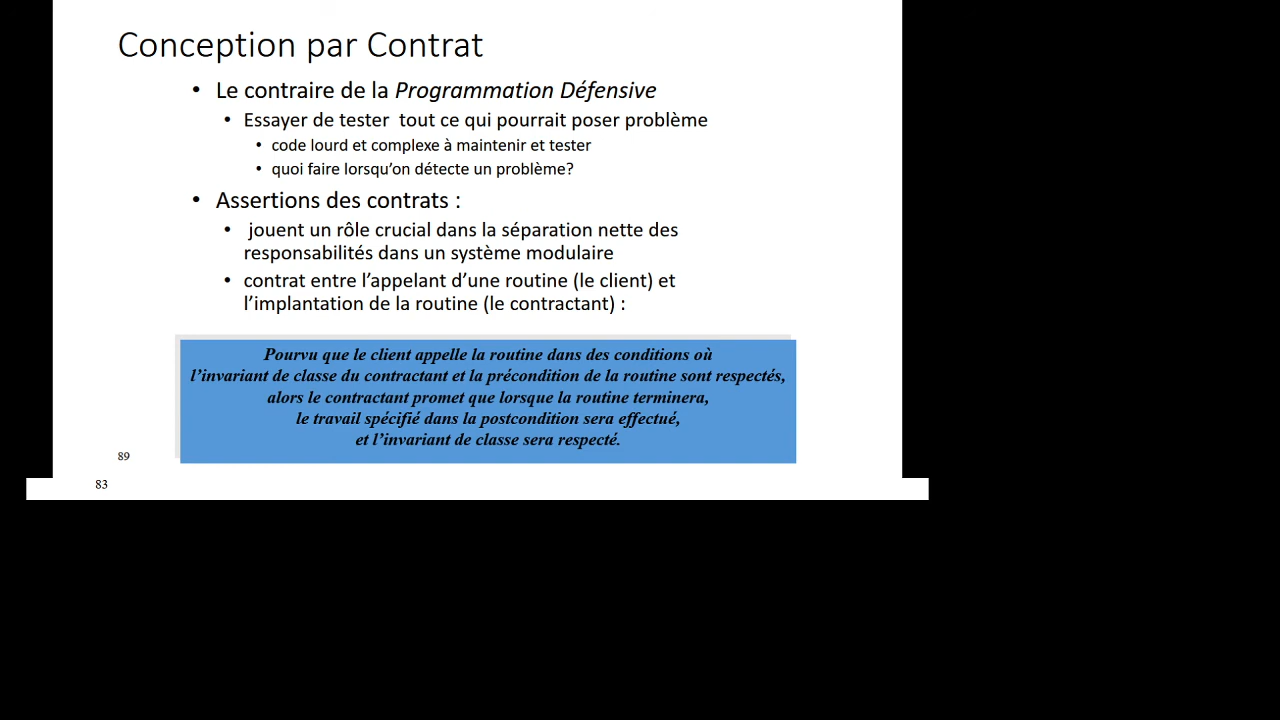 Conception par Contrat
• Le contraire de la Programmation Défensive
• Essayer de tester  tout ce qui pourrait poser problème
• code lourd et complexe à maintenir et tester
• quoi faire lorsqu’on détecte un problème?
• Assertions des contrats :
• jouent un rôle crucial dans la séparation nette des
responsabilités dans un système modulaire
• contrat entre l’appelant d’une routine (le client) et
l’implantation de la routine (le contractant) :
Pourvu que le client appelle la routine dans des conditions où
l’invariant de classe du contractant et la précondition de la routine sont respectés,
alors le contractant promet que lorsque la routine terminera,
le travail spécifié dans la postcondition sera effectué,
et l’invariant de classe sera respecté.
89
83